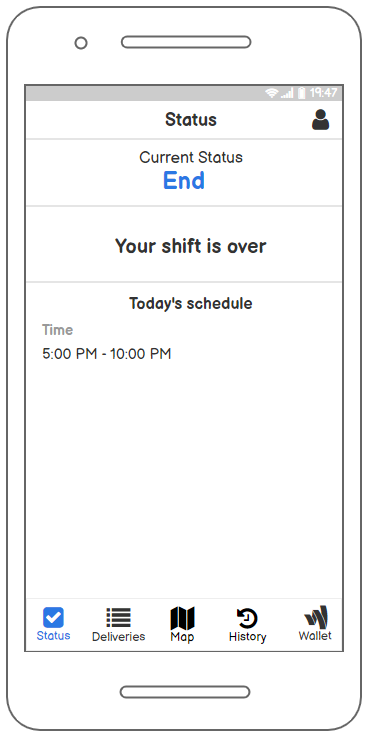 19:47
Status
Current Status
End
Your shift is over
Today's schedule
Time
5:00 PM - 10:00 PM
Status Deliveries Map History Wallet